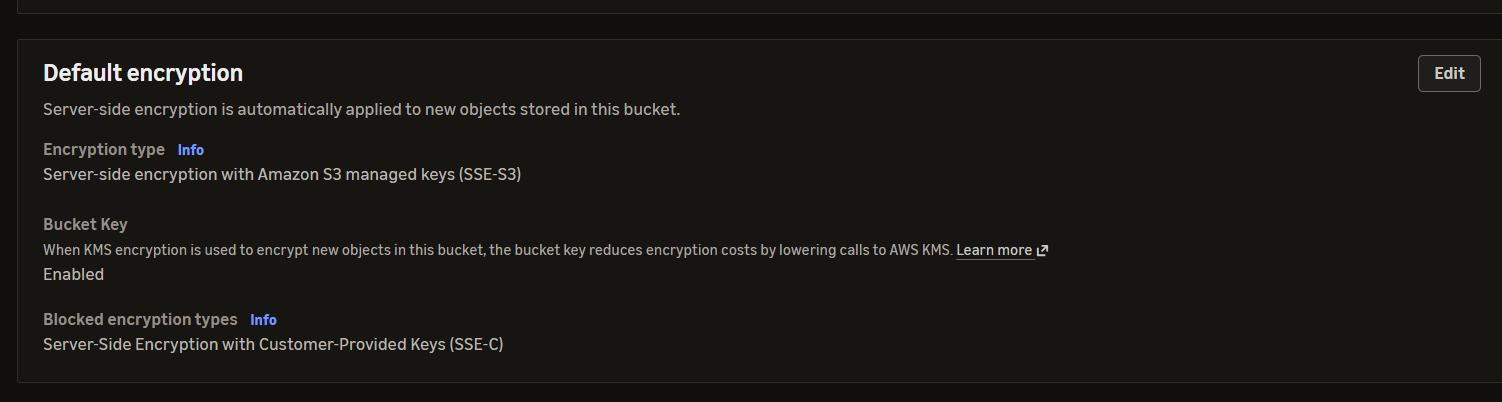 Default encryption
Edit
Server-side encryption is automatically applied to new objects stored in this bucket.
Encryption type Info
Server-side encryption with Amazon S3 managed keys (SSE-S3)
Bucket Key
When KMS encryption is used to encrypt new objects in this bucket, the bucket key reduces encryption costs by lowering calls to AWS KMS. Learn more
Enabled
Blocked encryption types Info
Server-Side Encryption with Customer-Provided Keys (SSE-C)